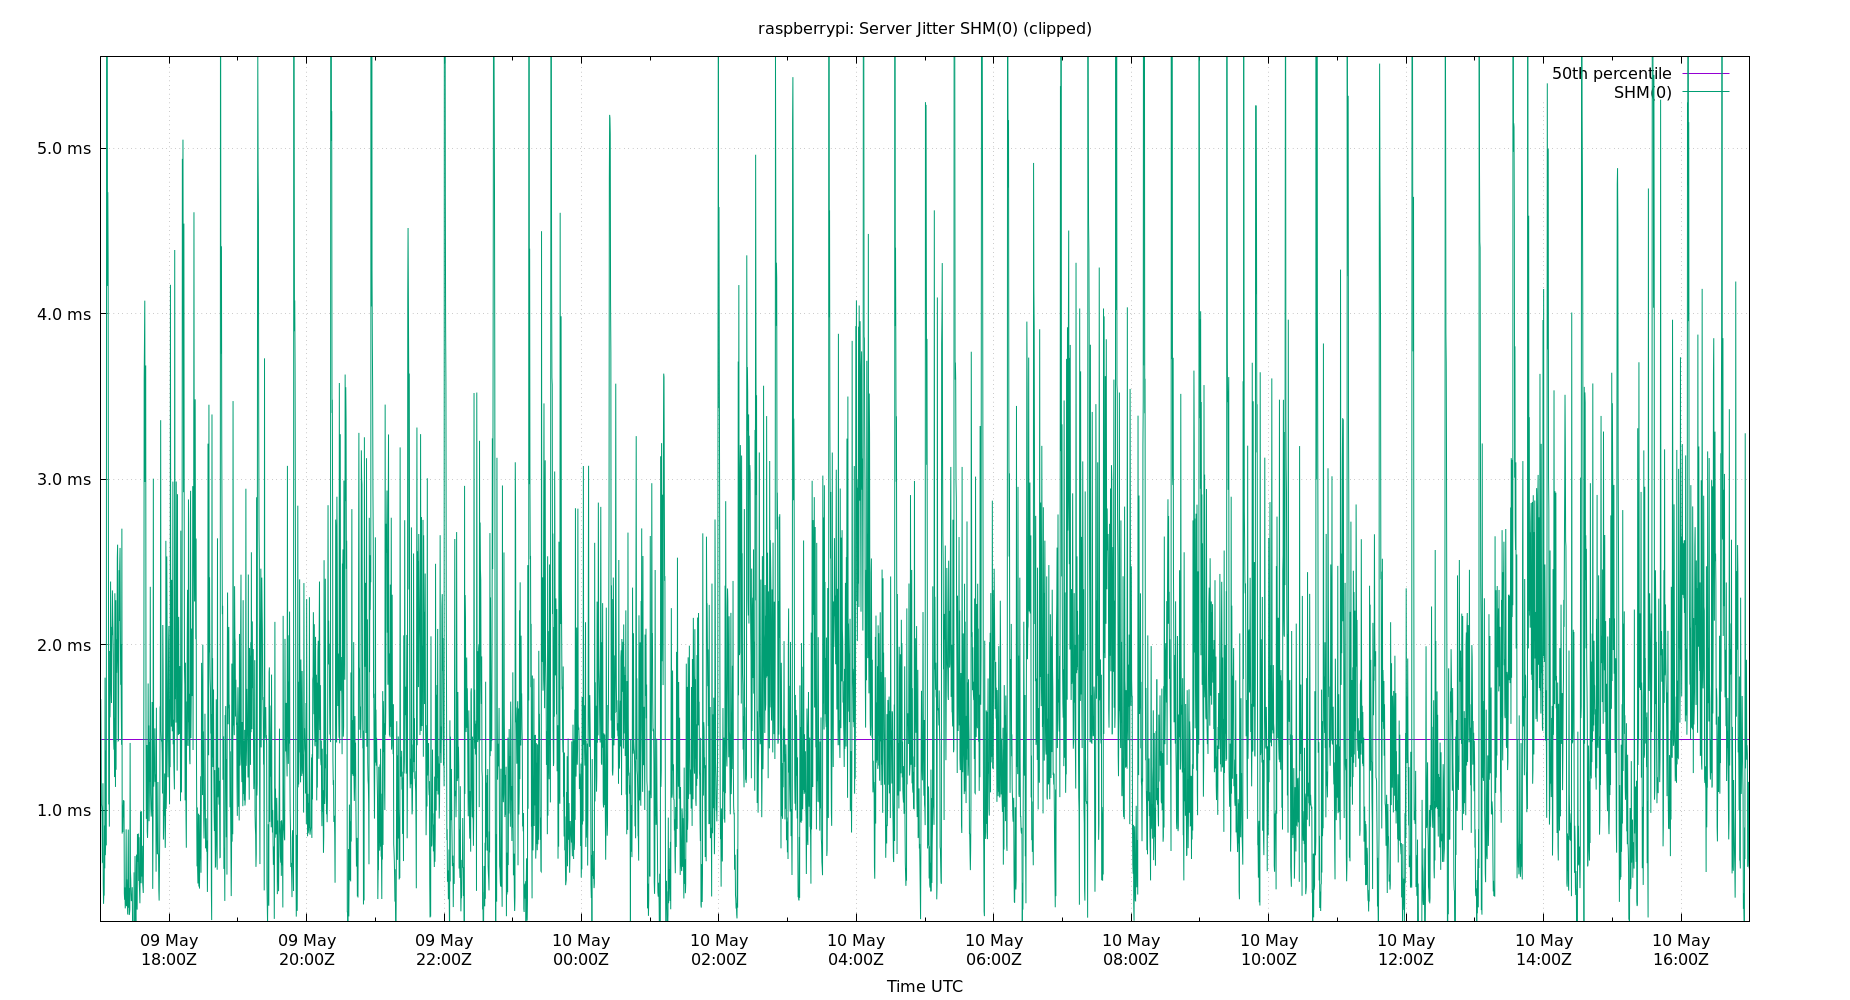 raspberrypi: Server Jitter SHM(0) (clipped)
50th percentile
SHM(0)
5.0 ms
4.0 ms
3.0 ms
2.0 ms
1.0 ms
09 May 09 May 09 May 10 May 10 May 10 May 10 May 10 May 10 May 10 May 10 May 10 May
18:00Z 20:00Z 22:00Z 00:00Z 02:00Z 04:00Z 06:00Z 08:00Z 10:00Z 12:00Z 14:00Z 16:00Z
Time UTC